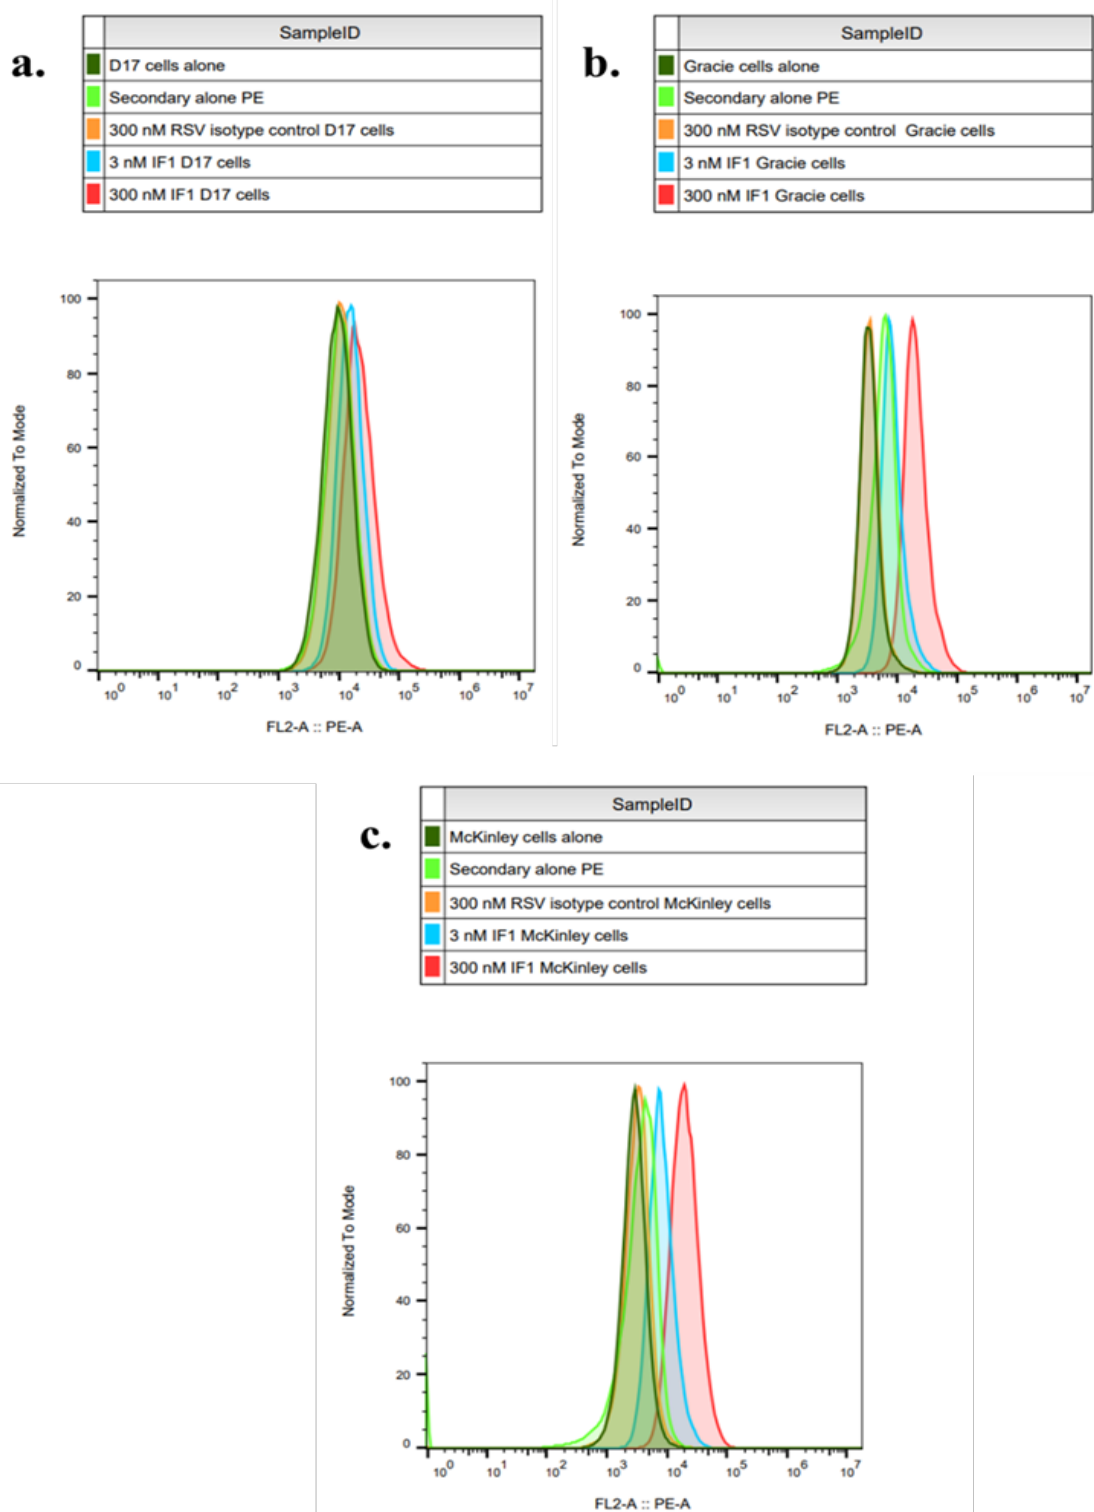 a.
SampleID
D17 cells alone
Secondary alone PE
300 nM RSV isotype control D17 cells
3 nM IF1 D17 cells
300 nM IF1 D17 cells
100
80
60
40
20
0
Normalized To Mode
10^0 10^1 10^2 10^3 10^4 10^5 10^6 10^7
FL2-A :: PE-A
b.
SampleID
Gracie cells alone
Secondary alone PE
300 nM RSV isotype control Gracie cells
3 nM IF1 Gracie cells
300 nM IF1 Gracie cells
100
80
60
40
20
0
Normalized To Mode
10^0 10^1 10^2 10^3 10^4 10^5 10^6 10^7
FL2-A :: PE-A
c.
SampleID
McKinley cells alone
Secondary alone PE
300 nM RSV isotype control McKinley cells
3 nM IF1 McKinley cells
300 nM IF1 McKinley cells
100
80
60
40
20
0
Normalized To Mode
10^0 10^1 10^2 10^3 10^4 10^5 10^6 10^7
FL2-A :: PE-A